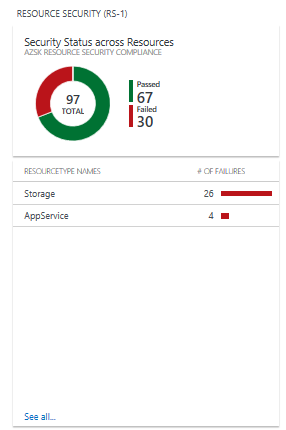 RESOURCE SECURITY (RS-1)
Security Status across Resources
AZSK RESOURCE SECURITY COMPLIANCE
97
TOTAL
Passed
67
Failed
30
RESOURCETYPE NAMES # OF FAILURES
Storage 26
AppService 4
See all...